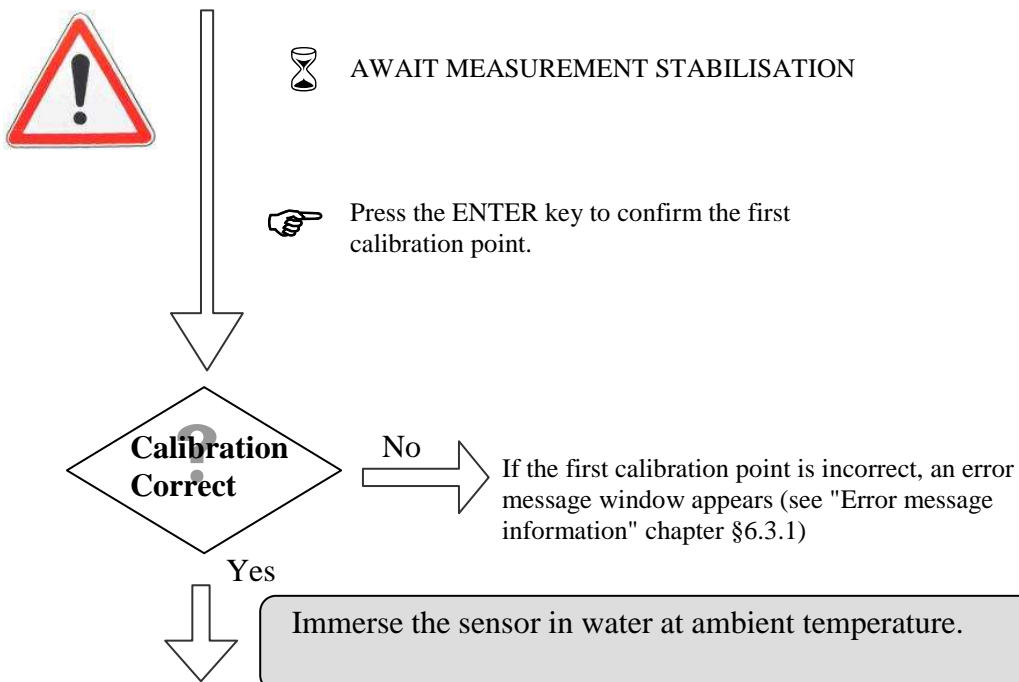 AWAIT MEASUREMENT STABILISATION
Press the ENTER key to confirm the first
calibration point.
?
Calibration
Correct
No
If the first calibration point is incorrect, an error
message window appears (see "Error message
information" chapter §6.3.1)
Yes
Immerse the sensor in water at ambient temperature.